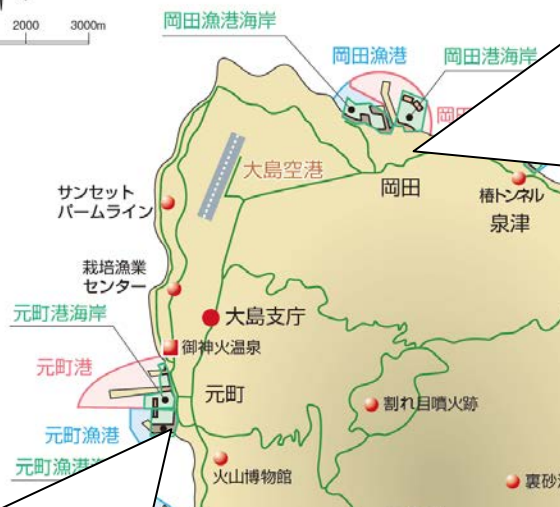 2000 3000m
岡田漁港海岸
岡田漁港
岡田港海岸
岡田
大島空港
岡田
サンセット
パームライン
椿トンネル
泉津
栽培漁業
センター
元町港海岸
大島支庁
御神火温泉
元町港
元町
割れ目噴火跡
元町漁港
元町漁港
火山博物館
裏砂